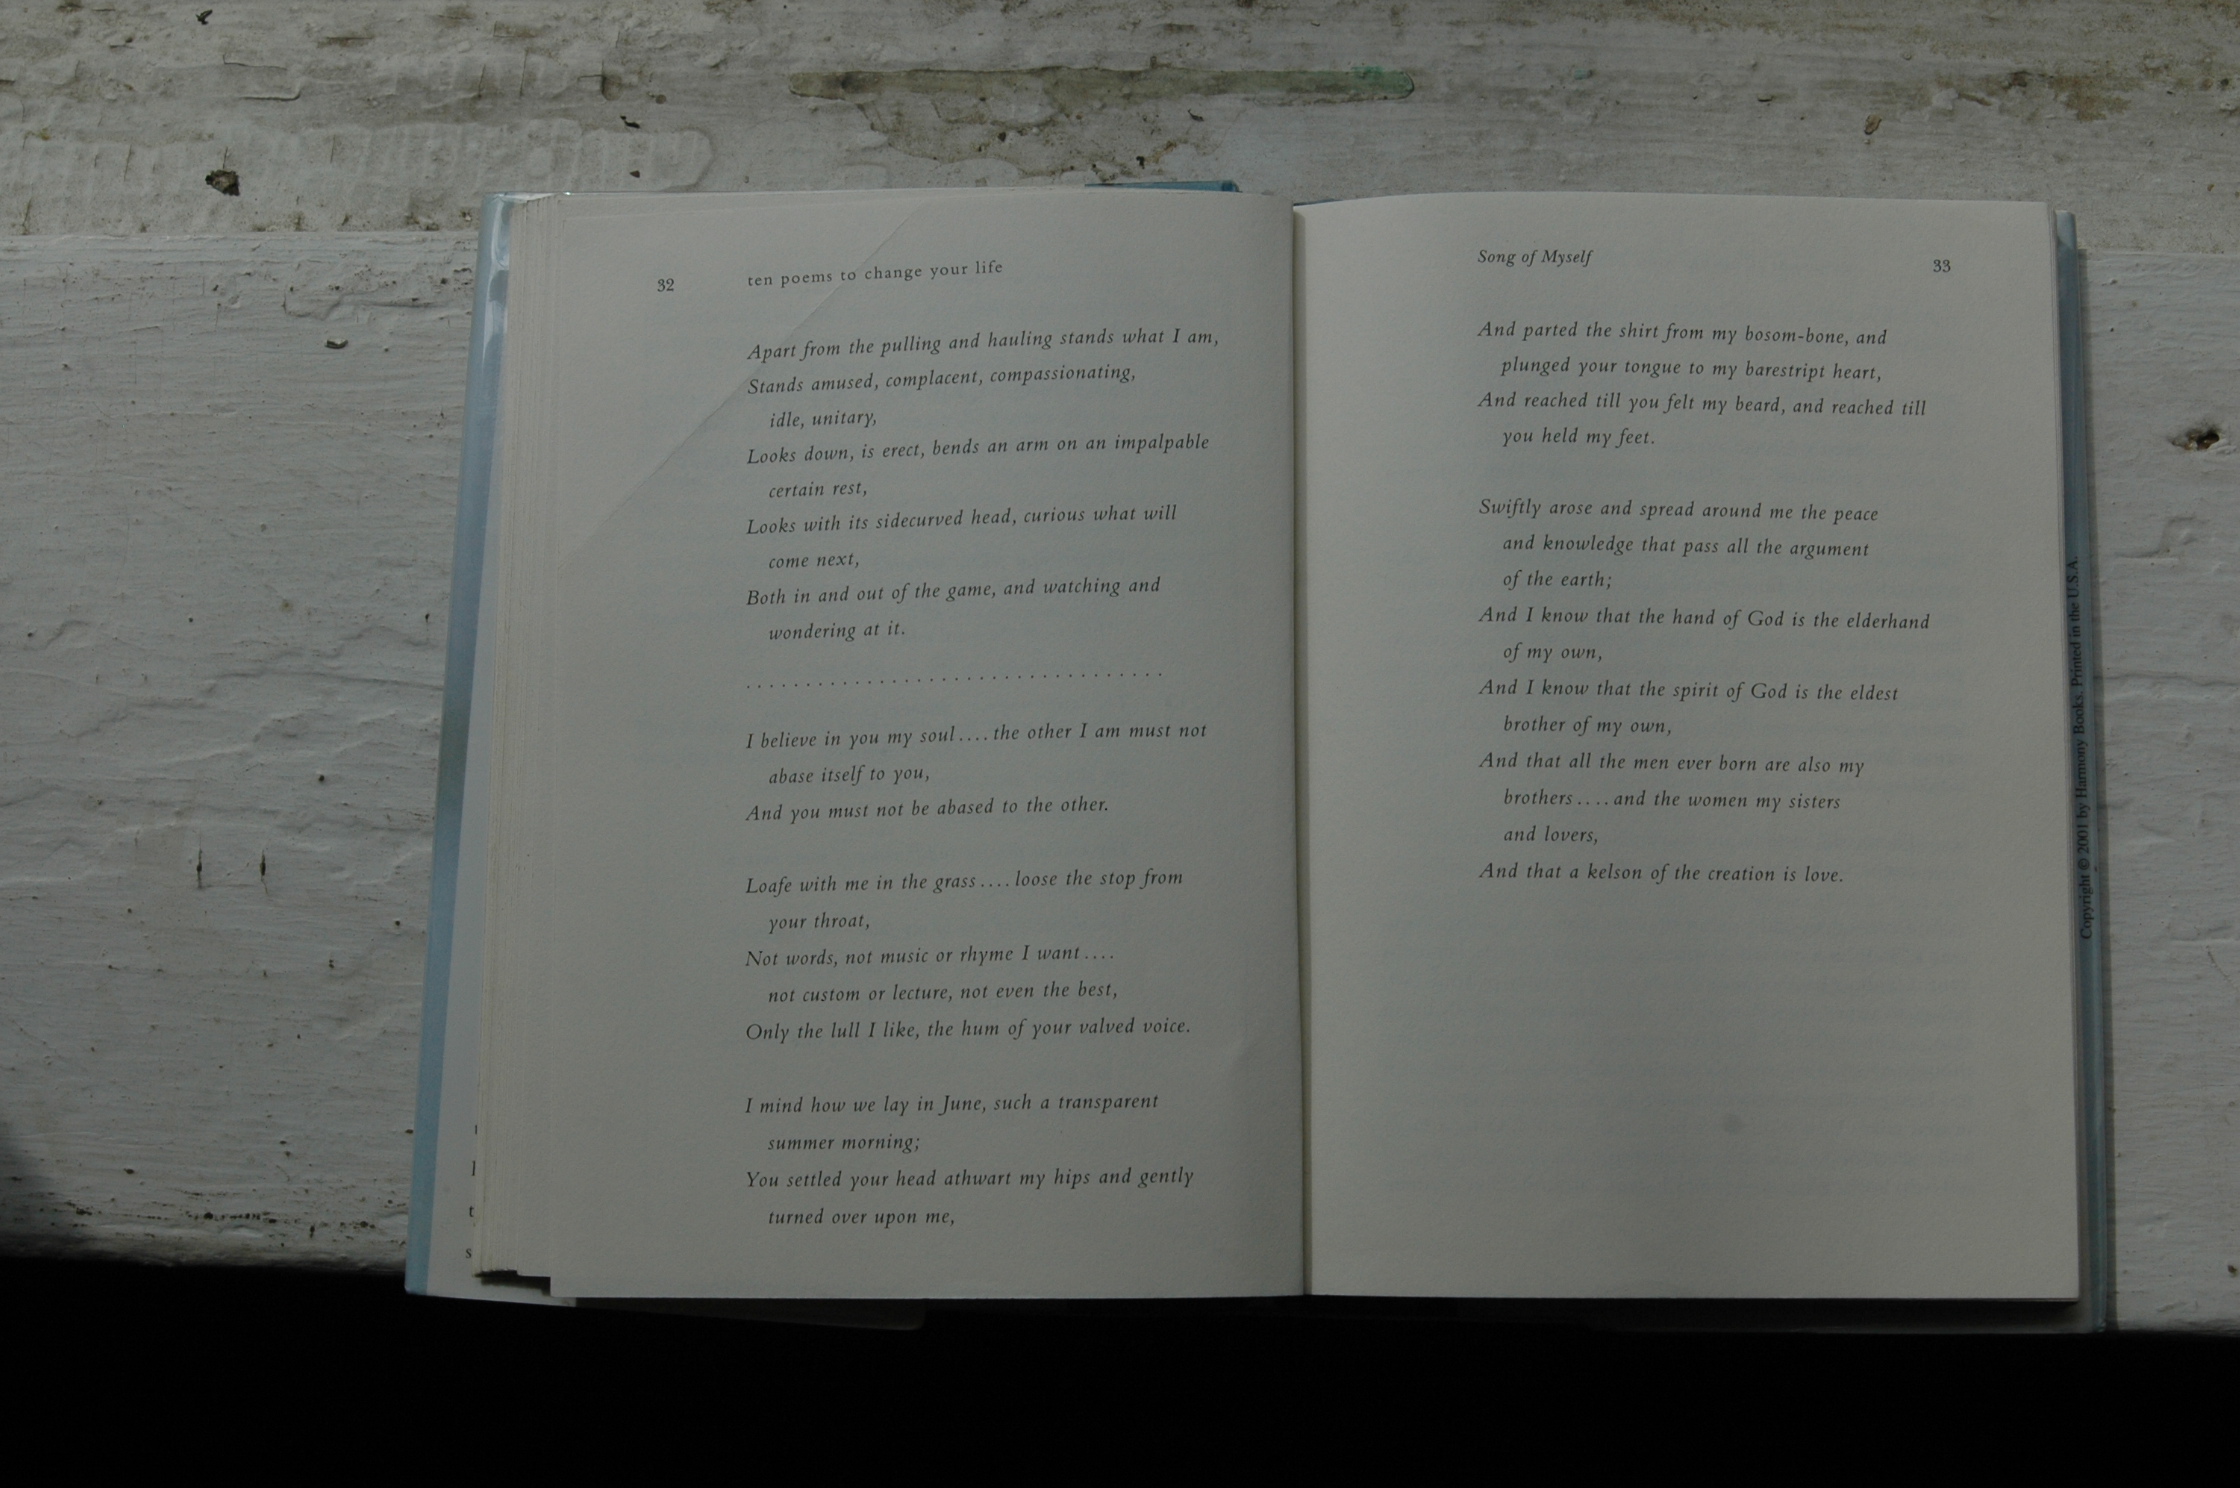 32
ten poems to change your life
Apart from the pulling and hauling stands what I am,
Stands amused, complacent, compassionating,
idle, unitary,
Looks down, is erect, bends an arm on an impalpable
certain rest,
Looks with its sidecurved head, curious what will
come next,
Both in and out of the game, and watching and
wondering at it.
. . . . . . . . . . . . . . . . . . . . . . . . . . . . . . . . . . .
I believe in you my soul . . . . the other I am must not
abase itself to you,
And you must not be abased to the other.
Loafe with me in the grass . . . . loose the stop from
your throat,
Not words, not music or rhyme I want . . . .
not custom or lecture, not even the best,
Only the lull I like, the hum of your valved voice.
I mind how we lay in June, such a transparent
summer morning;
You settled your head athwart my hips and gently
turned over upon me,
Song of Myself
33
And parted the shirt from my bosom-bone, and
plunged your tongue to my barestript heart,
And reached till you felt my beard, and reached till
you held my feet.
Swiftly arose and spread around me the peace
and knowledge that pass all the argument
of the earth;
And I know that the hand of God is the elderhand
of my own,
And I know that the spirit of God is the eldest
brother of my own,
And that all the men ever born are also my
brothers . . . . and the women my sisters
and lovers,
And that a kelson of the creation is love.
Copyright © 2001 by Harmony Books. Printed in the U.S.A.